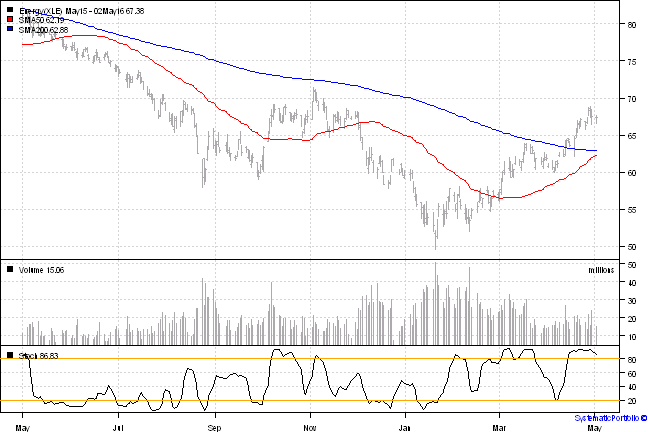 Energy(XLE) May15 - 02May16 67.38
SMA50 62.19
SMA200 62.88
80
75
70
65
60
55
50
Volume 15.06
millions
50
40
30
20
10
Stoch 86.83
80
60
40
20
May Jul Sep Nov Jan Mar May
SystematicPortfolio ©